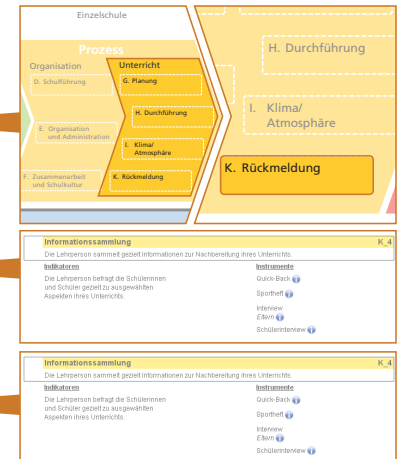 Einzelschule
Prozess
Organisation
Unterricht
D. Schulführung
G. Planung
H. Durchführung
E. Organisation
und Administration
I. Klima/
Atmosphäre
F. Zusammenarbeit
und Schulkultur
K. Rückmeldung
H. Durchführung
I. Klima/
Atmosphäre
K. Rückmeldung
Informationssammlung K_4
Die Lehrperson sammelt gezielt Informationen zur Nachbereitung ihres Unterrichts.
Indikatoren Instrumente
Die Lehrperson befragt die Schülerinnen
und Schüler gezielt zu ausgewählten
Aspekten ihres Unterrichts.
Quick-Back
Sportheft
Interview
Eltern
Schülerinterview
Informationssammlung K_4
Die Lehrperson sammelt gezielt Informationen zur Nachbereitung ihres Unterrichts.
Indikatoren Instrumente
Die Lehrperson befragt die Schülerinnen
und Schüler gezielt zu ausgewählten
Aspekten ihres Unterrichts.
Quick-Back
Sportheft
Interview
Eltern
Schülerinterview